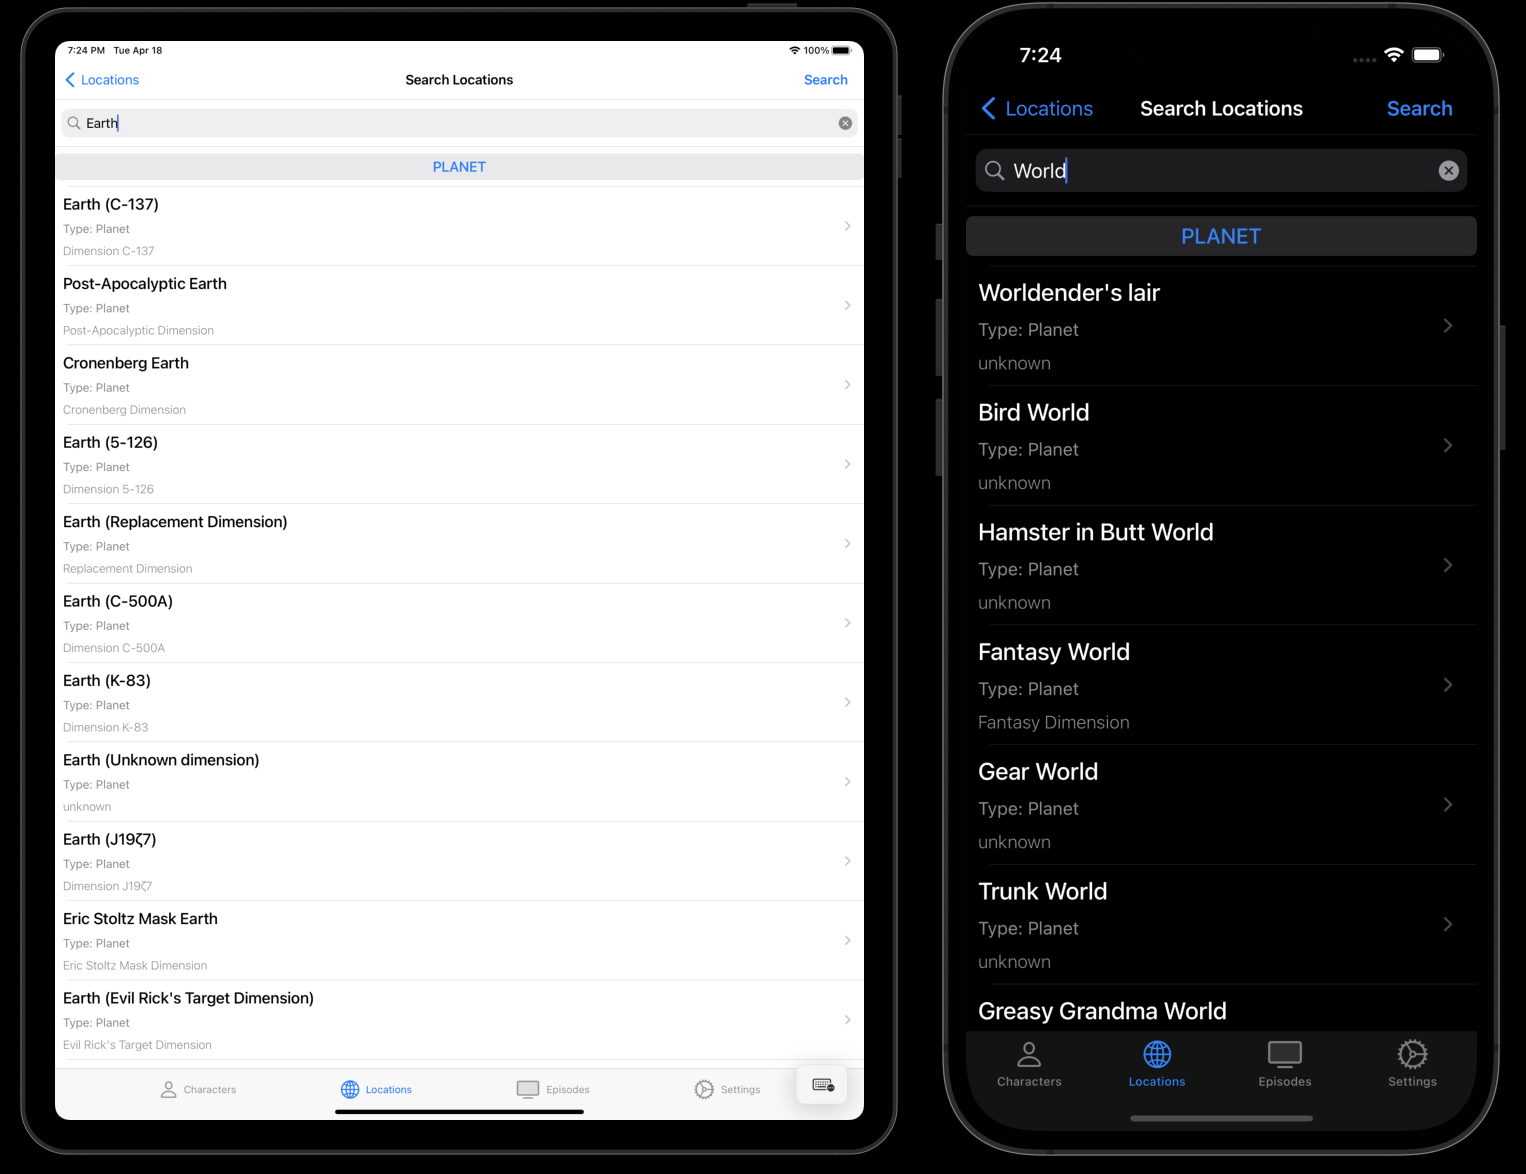 7:24 PM Tue Apr 18
100%
Locations
Search Locations
Search
Earth
PLANET
Earth (C-137)
Type: Planet
Dimension C-137
Post-Apocalyptic Earth
Type: Planet
Post-Apocalyptic Dimension
Cronenberg Earth
Type: Planet
Cronenberg Dimension
Earth (5-126)
Type: Planet
Dimension 5-126
Earth (Replacement Dimension)
Type: Planet
Replacement Dimension
Earth (C-500A)
Type: Planet
Dimension C-500A
Earth (K-83)
Type: Planet
Dimension K-83
Earth (Unknown dimension)
Type: Planet
unknown
Earth (J19ζ7)
Type: Planet
Dimension J19ζ7
Eric Stoltz Mask Earth
Type: Planet
Eric Stoltz Mask Dimension
Earth (Evil Rick's Target Dimension)
Type: Planet
Evil Rick's Target Dimension
Characters
Locations
Episodes
Settings
7:24
Locations
Search Locations
Search
World
PLANET
Worldender's lair
Type: Planet
unknown
Bird World
Type: Planet
unknown
Hamster in Butt World
Type: Planet
unknown
Fantasy World
Type: Planet
Fantasy Dimension
Gear World
Type: Planet
unknown
Trunk World
Type: Planet
unknown
Greasy Grandma World
Characters
Locations
Episodes
Settings